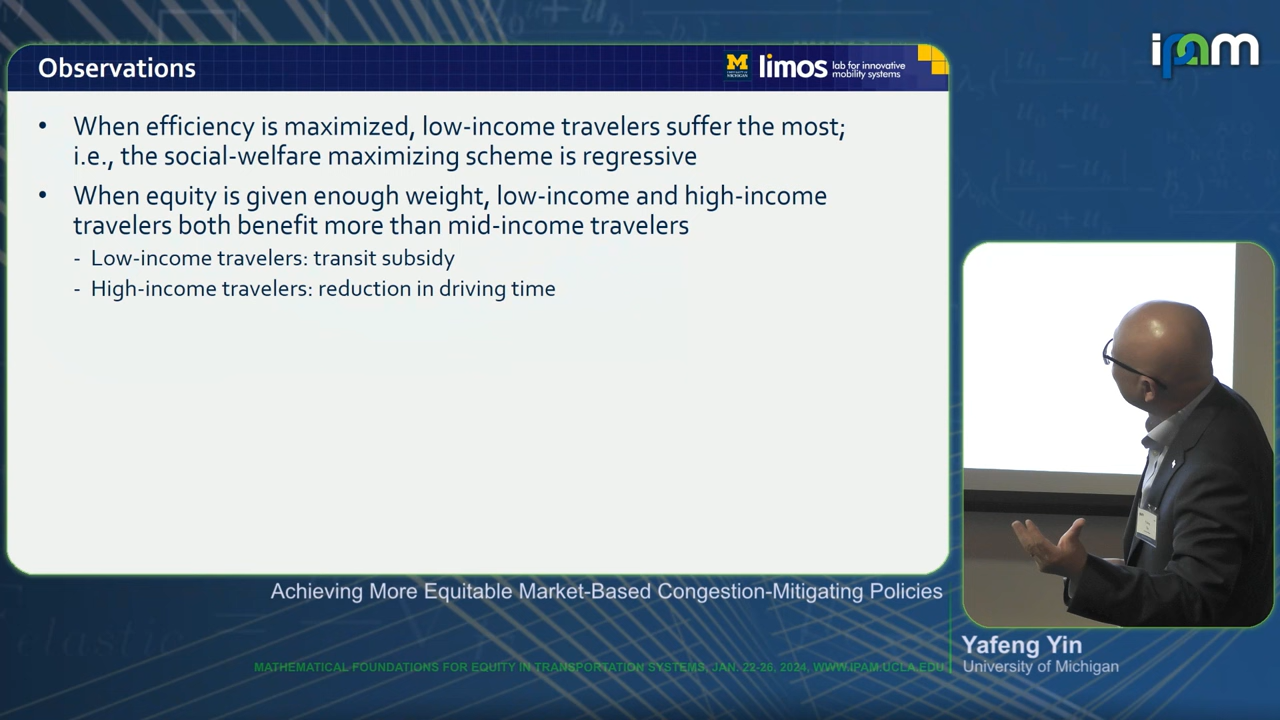 Observations
M
limos lab for innovative
mobility systems
ipam
• When efficiency is maximized, low-income travelers suffer the most;
i.e., the social-welfare maximizing scheme is regressive
• When equity is given enough weight, low-income and high-income
travelers both benefit more than mid-income travelers
- Low-income travelers: transit subsidy
- High-income travelers: reduction in driving time
Achieving More Equitable Market-Based Congestion-Mitigating Policies
Yafeng Yin
University of Michigan
MATHEMATICAL FOUNDATIONS FOR EQUITY IN TRANSPORTATION SYSTEMS, JAN. 22-26, 2024, WWW.IPAM.UCLA.EDU